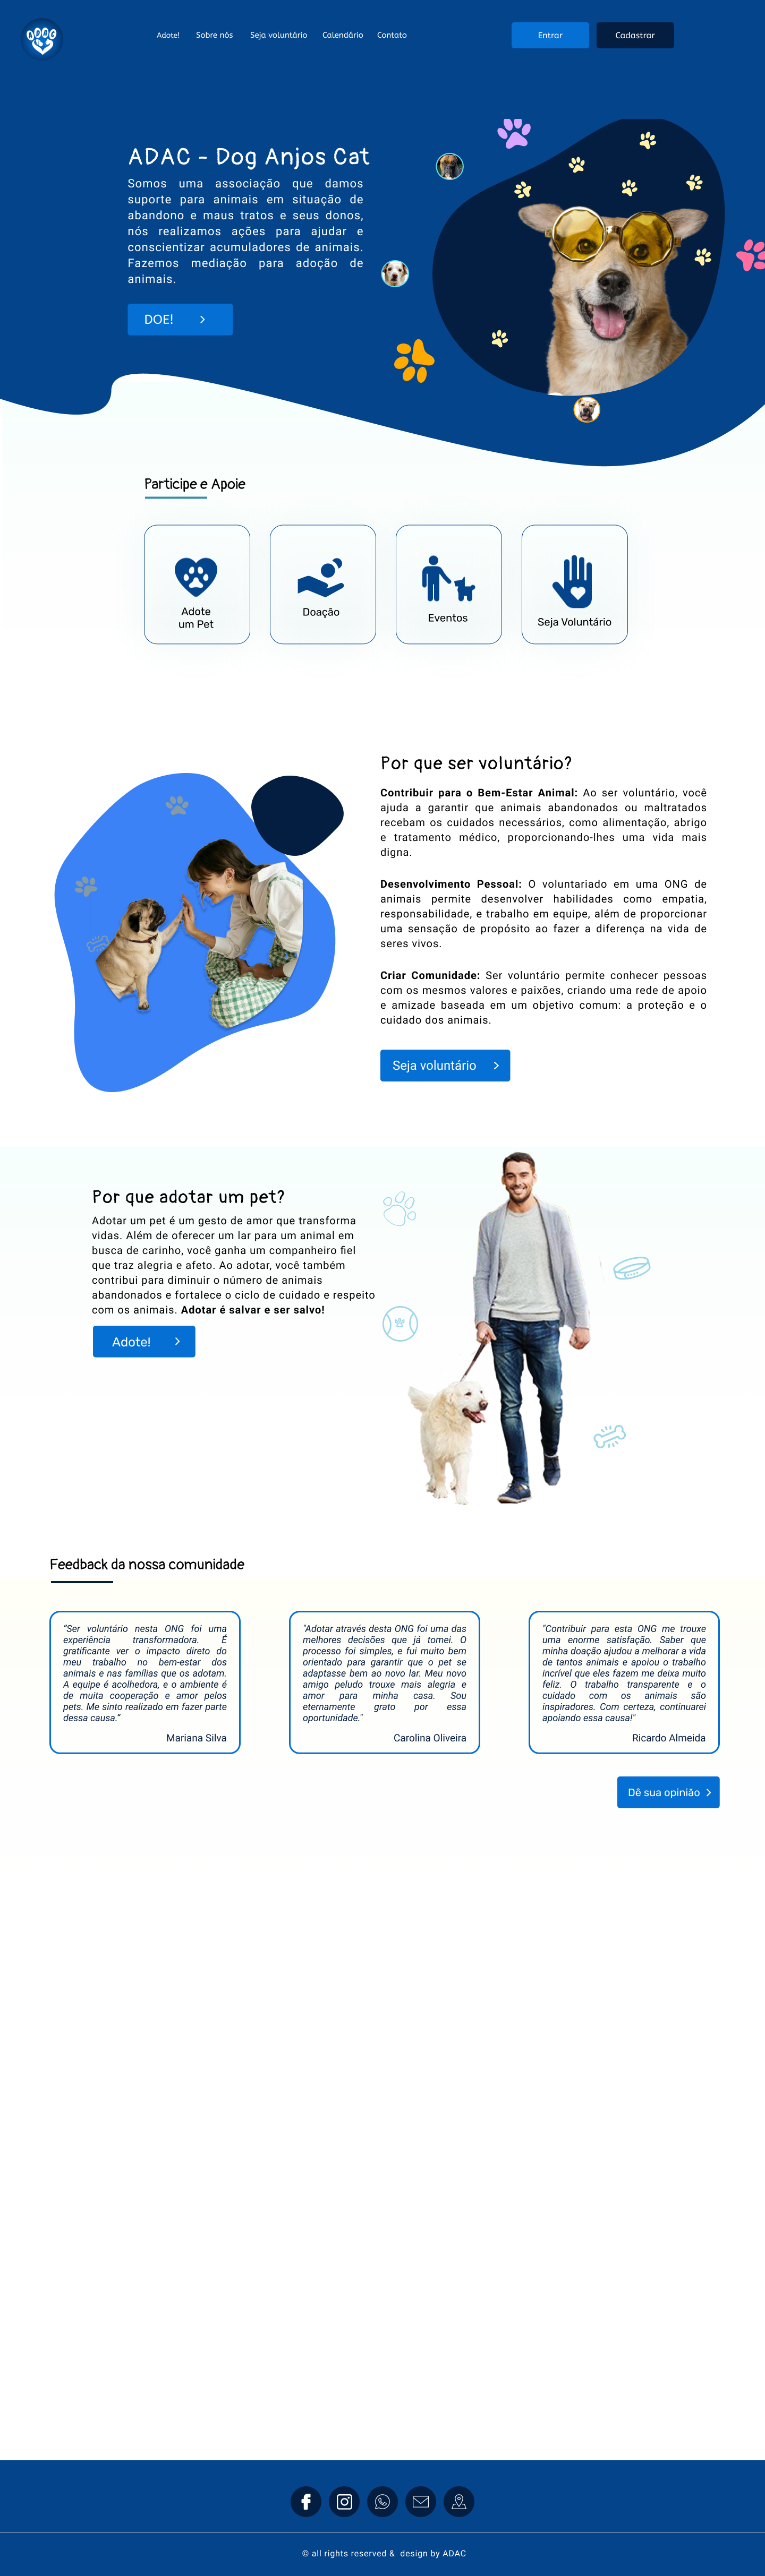 Adote! Sobre nós Seja voluntário Calendário Contato Entrar Cadastrar
ADAC - Dog Anjos Cat
Somos uma associação que damos
suporte para animais em situação de
abandono e maus tratos e seus donos,
nós realizamos ações para ajudar e
conscientizar acumuladores de animais.
Fazemos mediação para adoção de
animais.
DOE!
Participe e Apoie
Adote
um Pet
Doação
Eventos
Seja Voluntário
Por que ser voluntário?
Contribuir para o Bem-Estar Animal: Ao ser voluntário, você
ajuda a garantir que animais abandonados ou maltratados
recebam os cuidados necessários, como alimentação, abrigo
e tratamento médico, proporcionando-lhes uma vida mais
digna.
Desenvolvimento Pessoal: O voluntariado em uma ONG de
animais permite desenvolver habilidades como empatia,
responsabilidade, e trabalho em equipe, além de proporcionar
uma sensação de propósito ao fazer a diferença na vida de
seres vivos.
Criar Comunidade: Ser voluntário permite conhecer pessoas
com os mesmos valores e paixões, criando uma rede de apoio
e amizade baseada em um objetivo comum: a proteção e o
cuidado dos animais.
Seja voluntário
Por que adotar um pet?
Adotar um pet é um gesto de amor que transforma
vidas. Além de oferecer um lar para um animal em
busca de carinho, você ganha um companheiro fiel
que traz alegria e afeto. Ao adotar, você também
contribui para diminuir o número de animais
abandonados e fortalece o ciclo de cuidado e respeito
com os animais. Adotar é salvar e ser salvo!
Adote!
Feedback da nossa comunidade
"Ser voluntário nesta ONG foi uma
experiência transformadora. É
gratificante ver o impacto direto do
meu trabalho no bem-estar dos
animais e nas famílias que os adotam.
A equipe é acolhedora, e o ambiente é
de muita cooperação e amor pelos
pets. Me sinto realizado em fazer parte
dessa causa."
Mariana Silva
"Adotar através desta ONG foi uma das
melhores decisões que já tomei. O
processo foi simples, e fui muito bem
orientado para garantir que o pet se
adaptasse bem ao novo lar. Meu novo
amigo peludo trouxe mais alegria e
amor para minha casa. Sou
eternamente grato por essa
oportunidade."
Carolina Oliveira
"Contribuir para esta ONG me trouxe
uma enorme satisfação. Saber que
minha doação ajudou a melhorar a vida
de tantos animais e apoiou o trabalho
incrível que eles fazem me deixa muito
feliz. O trabalho transparente e o
cuidado com os animais são
inspiradores. Com certeza, continuarei
apoiando essa causa!"
Ricardo Almeida
Dê sua opinião
© all rights reserved & design by ADAC